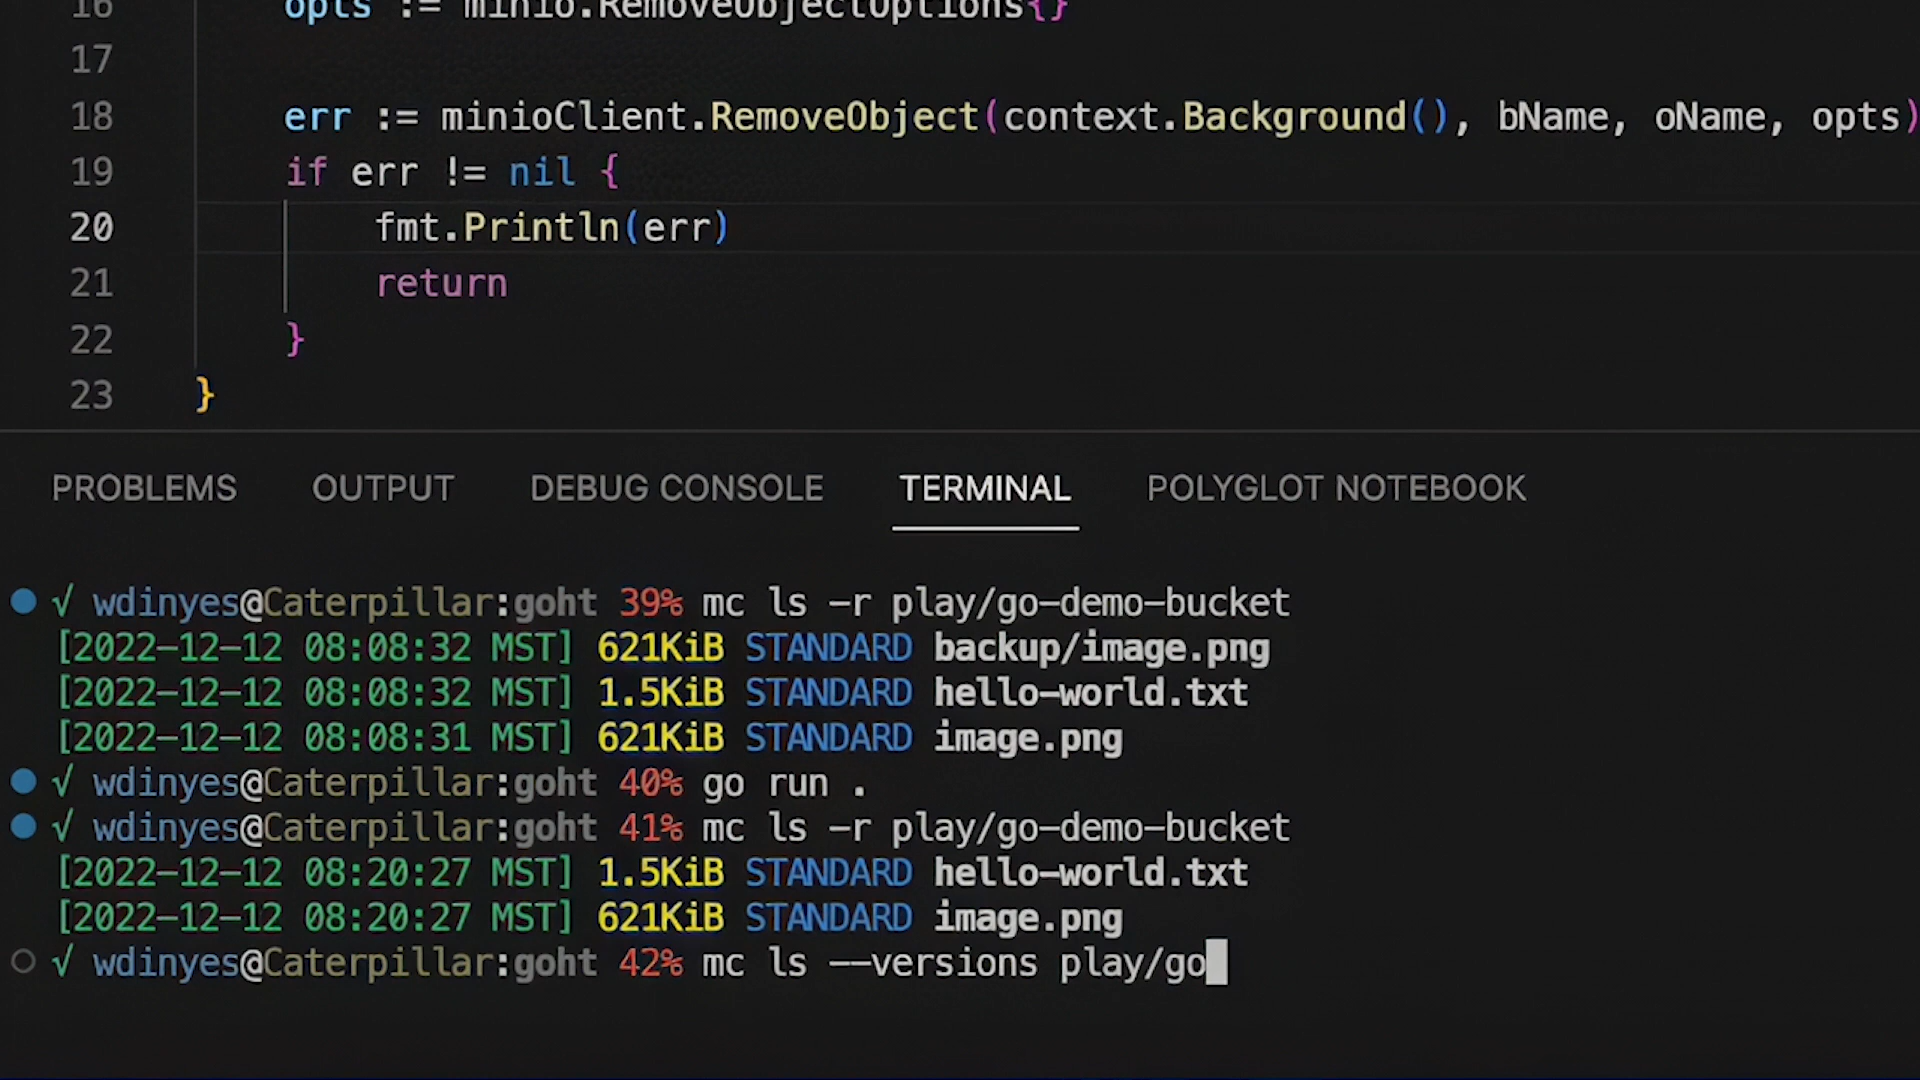 16 opts := minio.RemoveObjectOptions{}
17
18 err := minioClient.RemoveObject(context.Background(), bName, oName, opts)
19 if err != nil {
20 fmt.Println(err)
21 return
22 }
23 }
PROBLEMS OUTPUT DEBUG CONSOLE TERMINAL POLYGLOT NOTEBOOK
√ wdinyes@Caterpillar:goht 39% mc ls -r play/go-demo-bucket
[2022-12-12 08:08:32 MST] 621KiB STANDARD backup/image.png
[2022-12-12 08:08:32 MST] 1.5KiB STANDARD hello-world.txt
[2022-12-12 08:08:31 MST] 621KiB STANDARD image.png
√ wdinyes@Caterpillar:goht 40% go run .
√ wdinyes@Caterpillar:goht 41% mc ls -r play/go-demo-bucket
[2022-12-12 08:20:27 MST] 1.5KiB STANDARD hello-world.txt
[2022-12-12 08:20:27 MST] 621KiB STANDARD image.png
√ wdinyes@Caterpillar:goht 42% mc ls --versions play/go